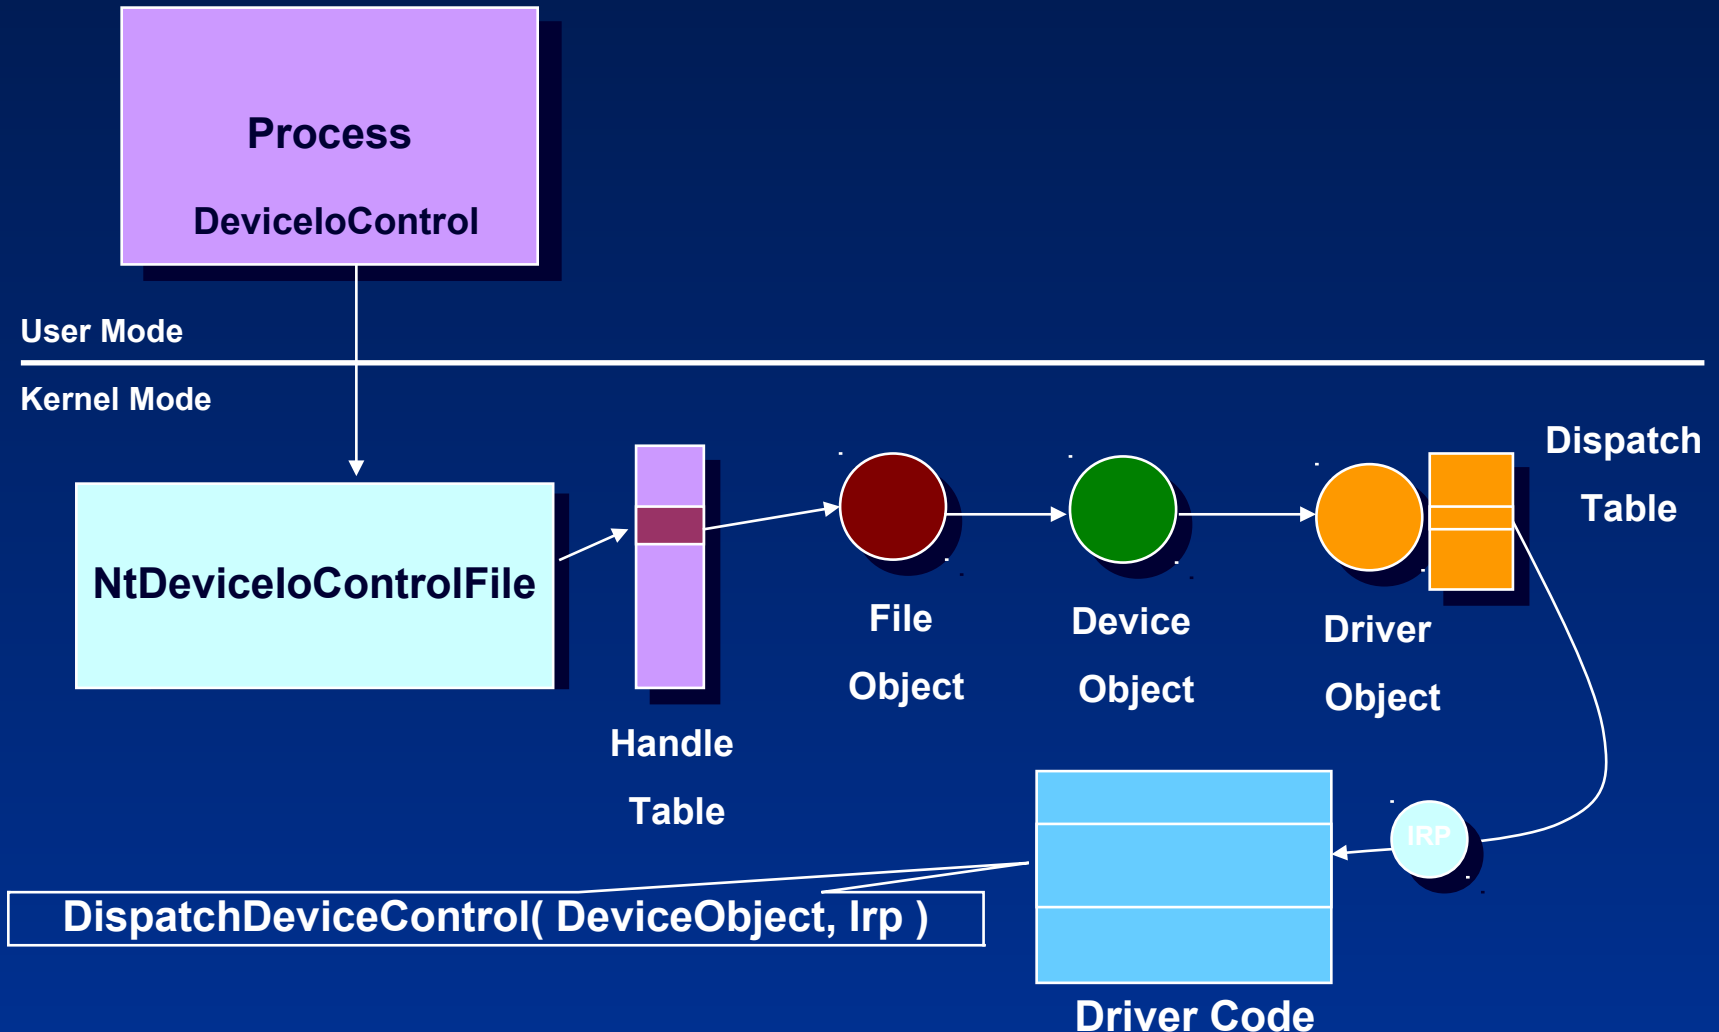 Process
DeviceIoControl
User Mode
Kernel Mode
Dispatch
Table
NtDeviceIoControlFile
File
Object
Device
Object
Driver
Object
Handle
Table
IRP
DispatchDeviceControl( DeviceObject, Irp )
Driver Code